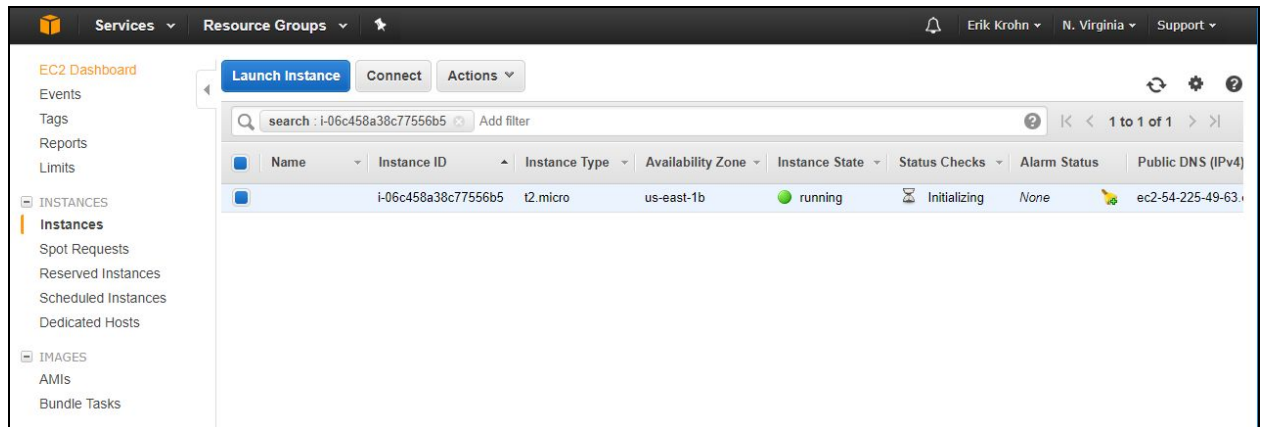 Services Resource Groups Erik Krohn N. Virginia Support
EC2 Dashboard
Events
Tags
Reports
Limits
INSTANCES
Instances
Spot Requests
Reserved Instances
Scheduled Instances
Dedicated Hosts
IMAGES
AMIs
Bundle Tasks
Launch Instance Connect Actions
search : i-06c458a38c77556b5 Add filter 1 to 1 of 1
Name Instance ID Instance Type Availability Zone Instance State Status Checks Alarm Status Public DNS (IPv4)
i-06c458a38c77556b5 t2.micro us-east-1b running Initializing None ec2-54-225-49-63.